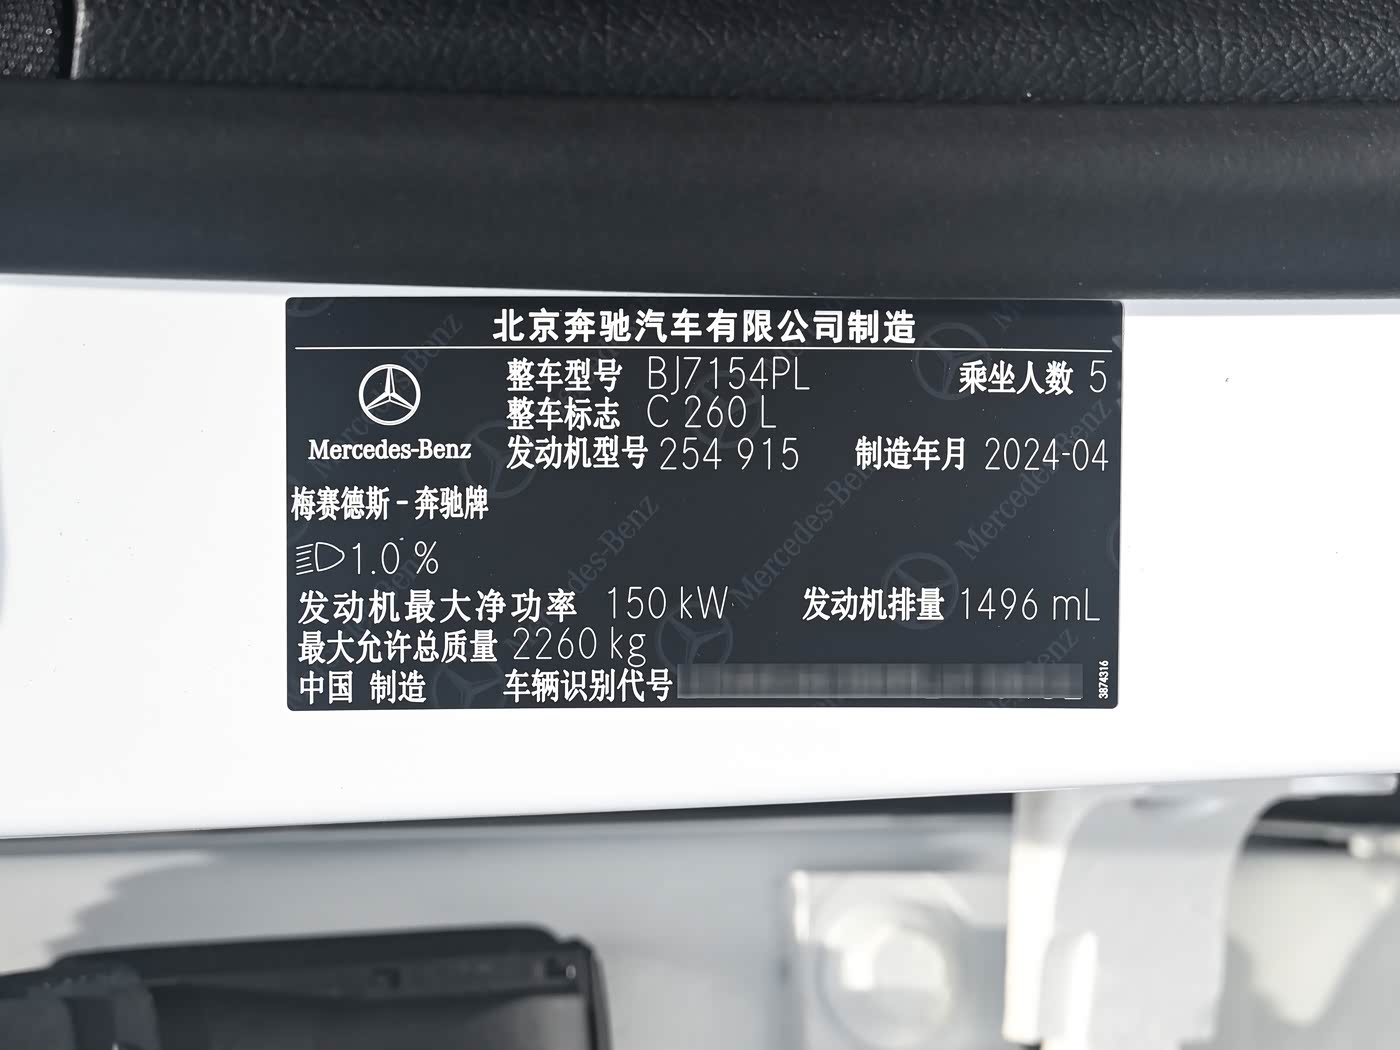 北京奔驰汽车有限公司制造
整车型号 BJ7154PL 乘坐人数 5
整车标志 C 260 L
Mercedes-Benz 发动机型号 254 915 制造年月 2024-04
梅赛德斯-奔驰牌
1.0 %
发动机最大净功率 150 kW 发动机排量 1496 mL
最大允许总质量 2260 kg
中国 制造 车辆识别代号
3874316